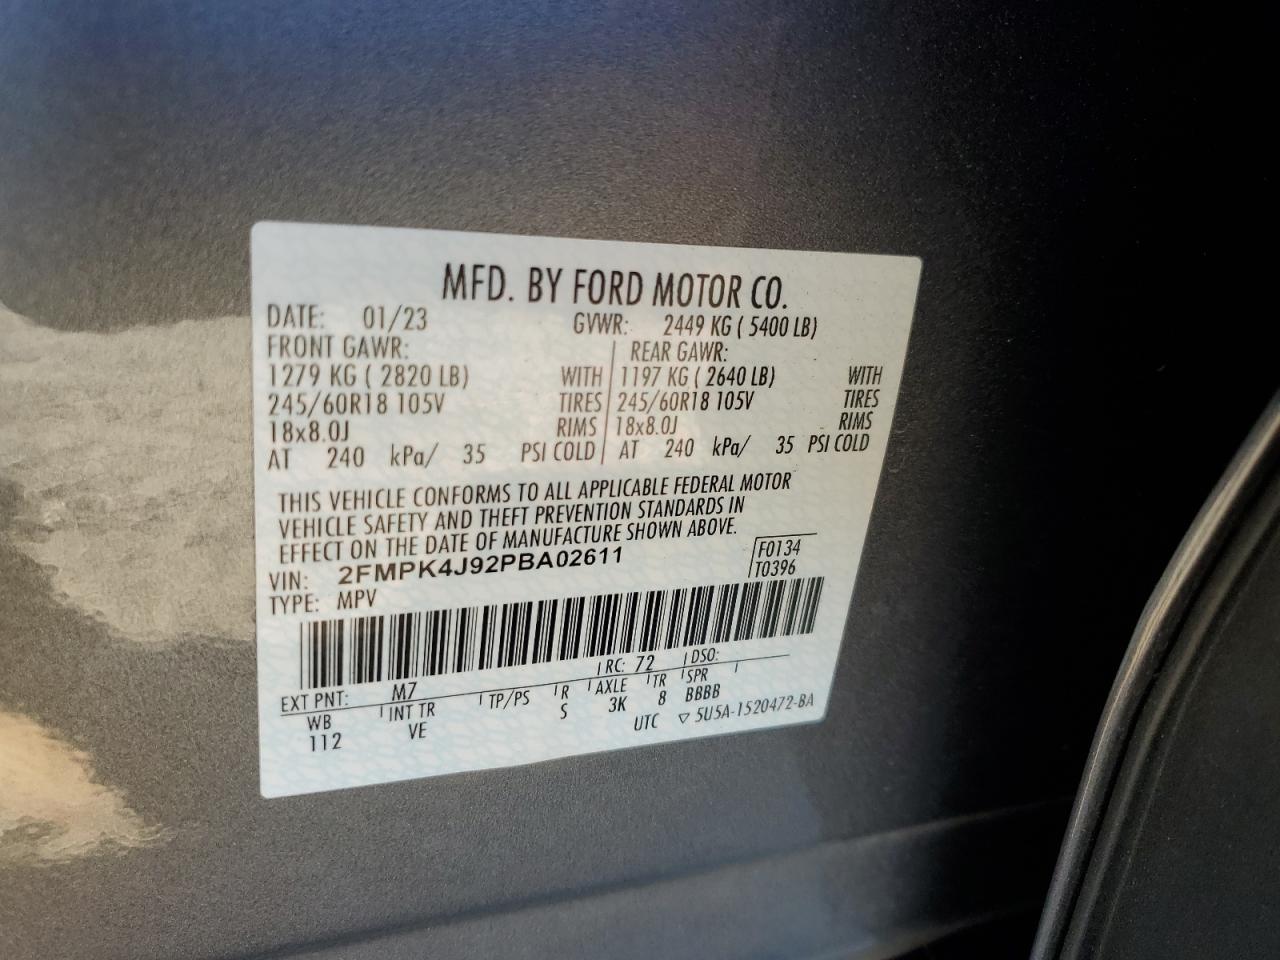 MFD. BY FORD MOTOR CO.
DATE: 01/23 GVWR: 2449 KG ( 5400 LB)
FRONT GAWR: REAR GAWR:
1279 KG ( 2820 LB) WITH 1197 KG ( 2640 LB) WITH
245/60R18 105V TIRES 245/60R18 105V TIRES
18x8.0J RIMS 18x8.0J RIMS
AT 240 kPa/ 35 PSI COLD AT 240 kPa/ 35 PSI COLD
THIS VEHICLE CONFORMS TO ALL APPLICABLE FEDERAL MOTOR
VEHICLE SAFETY AND THEFT PREVENTION STANDARDS IN
EFFECT ON THE DATE OF MANUFACTURE SHOWN ABOVE.
VIN: 2FMPK4J92PBA02611 F0134
TYPE: MPV T0396
EXT PNT: M7 RC: 72 DSO:
WB INT TR TP/PS R AXLE TR SPR
112 VE S 3K 8 BBBB
UTC ▽ 5U5A-1520472-BA